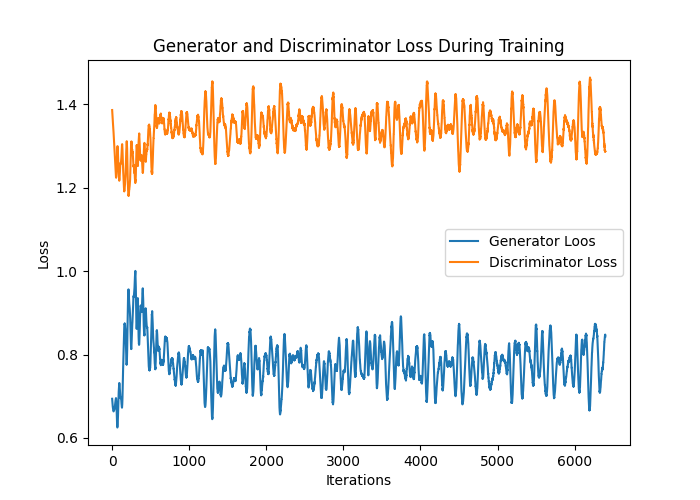 Generator and Discriminator Loss During Training
1.4
1.2
1.0
0.8
0.6
Loss
Generator Loos
Discriminator Loss
0 1000 2000 3000 4000 5000 6000
Iterations